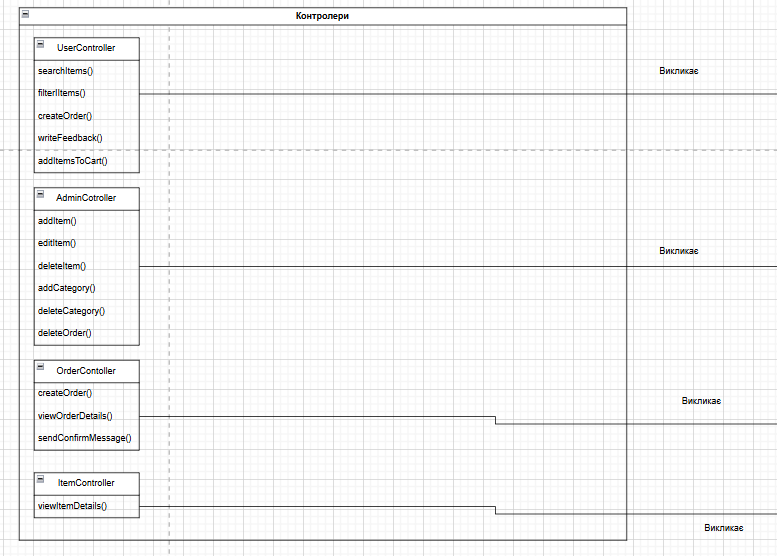 Контролери
UserController
searchItems()
filterIItems()
createOrder()
writeFeedback()
addItemsToCart()
Викликає
AdminCotroller
addItem()
editItem()
deleteItem()
addCategory()
deleteCategory()
deleteOrder()
Викликає
OrderContoller
createOrder()
viewOrderDetails()
sendConfirmMessage()
Викликає
ItemController
viewItemDetails()
Викликає